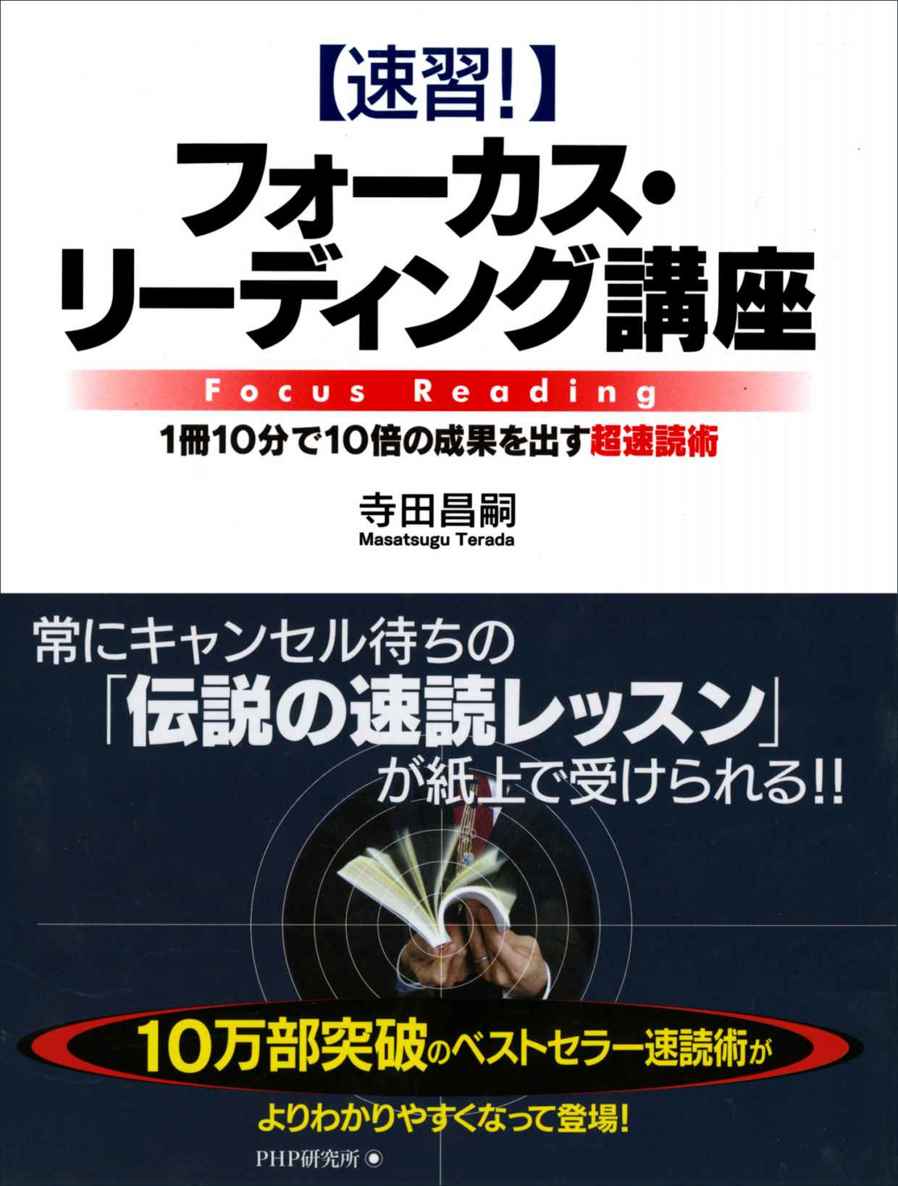 【速習!】
フォーカス・
リーディング講座
Focus Reading
1冊10分で10倍の成果を出す超速読術
寺田昌嗣
Masatsugu Terada
常にキャンセル待ちの
「伝説の速読レッスン」
が紙上で受けられる!!
10万部突破のベストセラー速読術が
よりわかりやすくなって登場!
PHP研究所